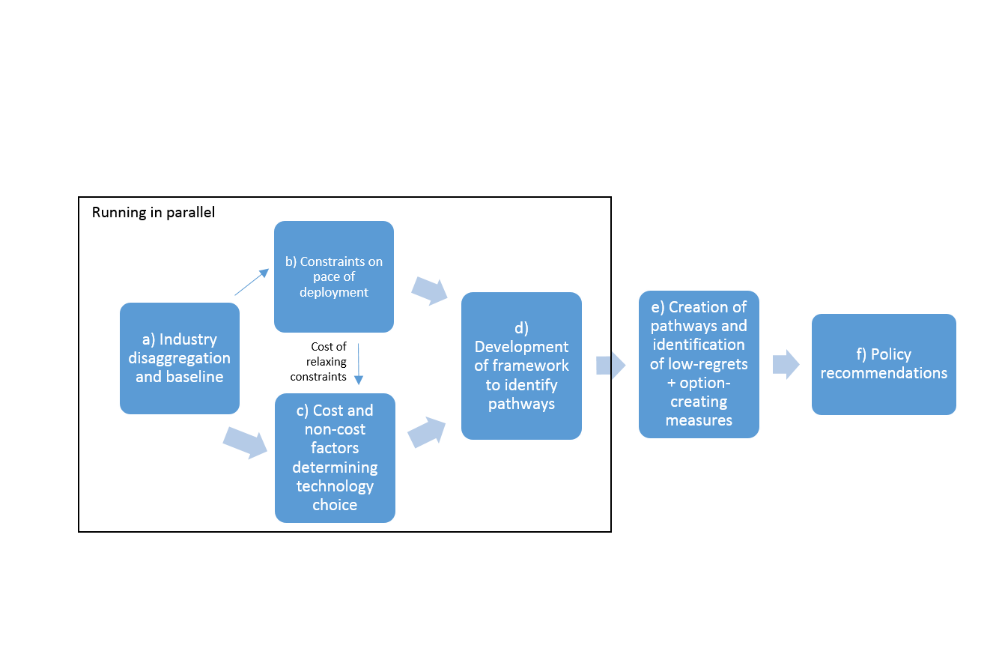 Running in parallel
a) Industry
disaggregation
and baseline
b) Constraints on
pace of
deployment
Cost of
relaxing
constraints
c) Cost and
non-cost
factors
determining
technology
choice
d)
Development
of framework
to identify
pathways
e) Creation of
pathways and
identification
of low-regrets
+ option-
creating
measures
f) Policy
recommendations